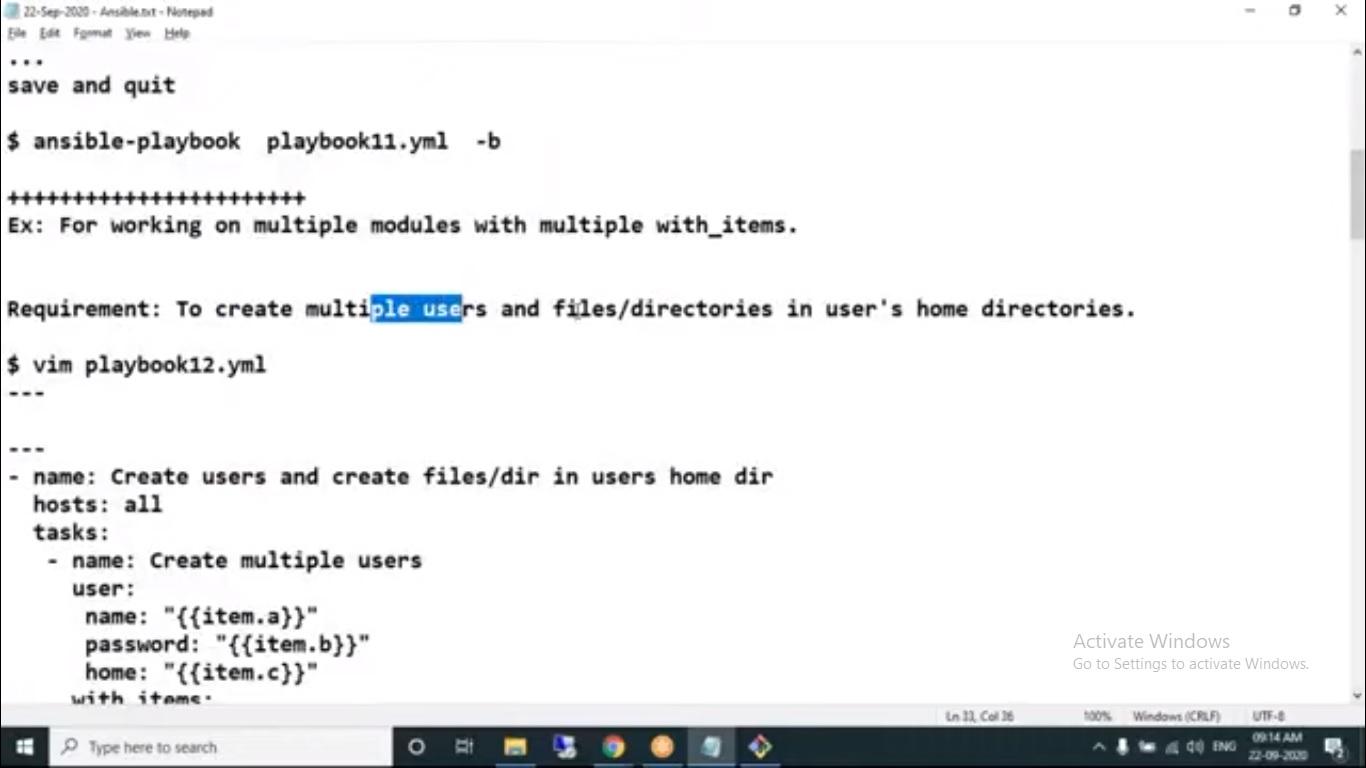 22-Sep-2020 - Ansible.txt - Notepad
File Edit Format View Help
...
save and quit
$ ansible-playbook playbook11.yml -b
+++++++++++++++++++++++
Ex: For working on multiple modules with multiple with_items.
Requirement: To create multiple users and files/directories in user's home directories.
$ vim playbook12.yml
---
---
- name: Create users and create files/dir in users home dir
hosts: all
tasks:
- name: Create multiple users
user:
name: "{{item.a}}"
password: "{{item.b}}"
home: "{{item.c}}"
with_items:
Activate Windows
Go to Settings to activate Windows.
Ln 33, Col 36 100% Windows (CRLF) UTF-8
Type here to search
ENG
09:14 AM
22-09-2020
2